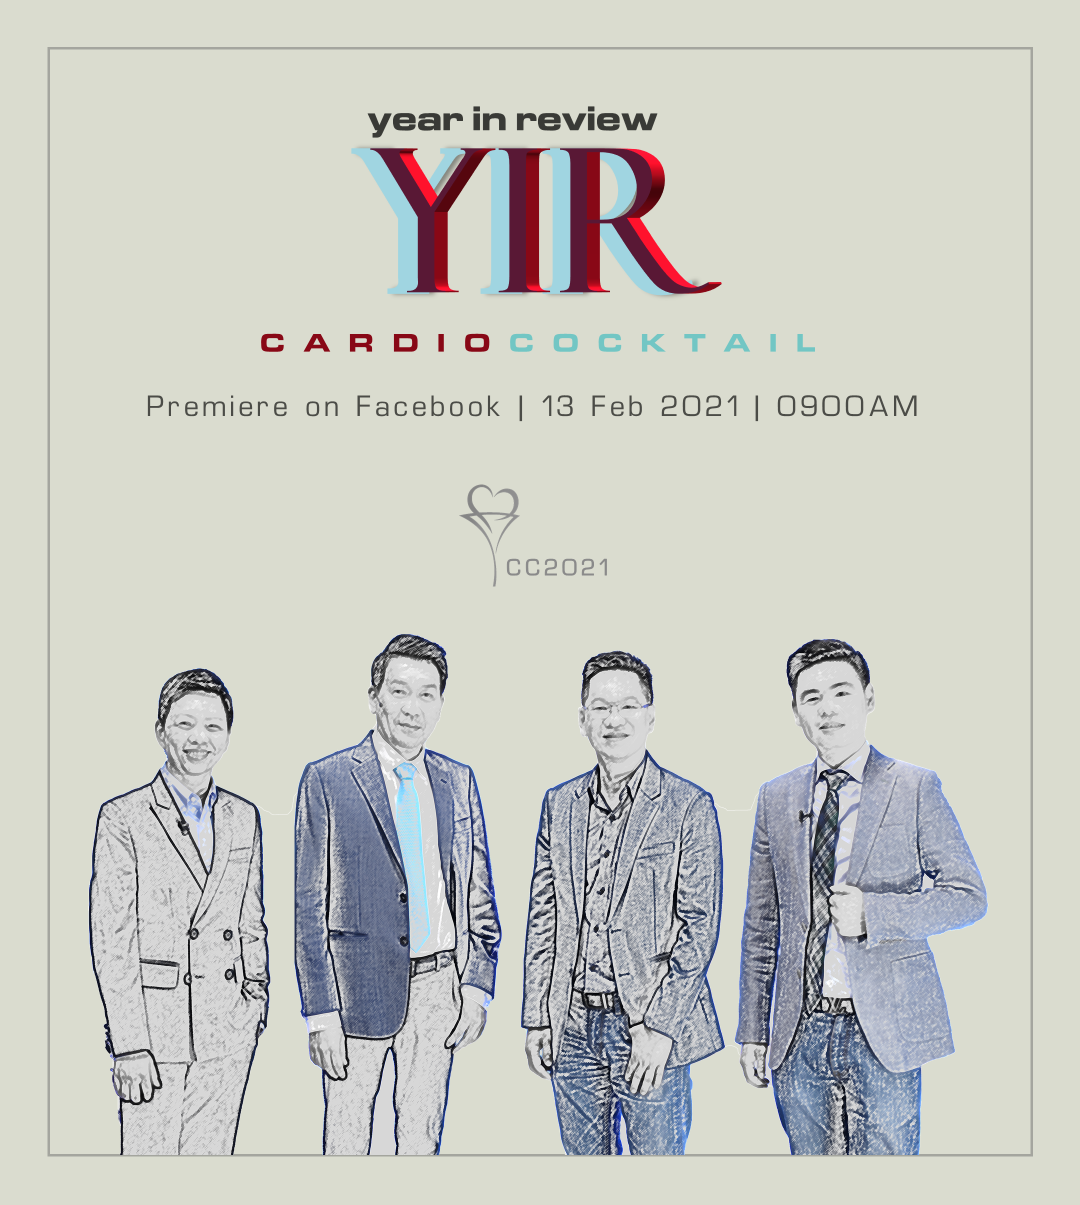 year in review
YIR
CARDIOCOCKTAIL
Premiere on Facebook | 13 Feb 2021 | 0900AM
CC2021